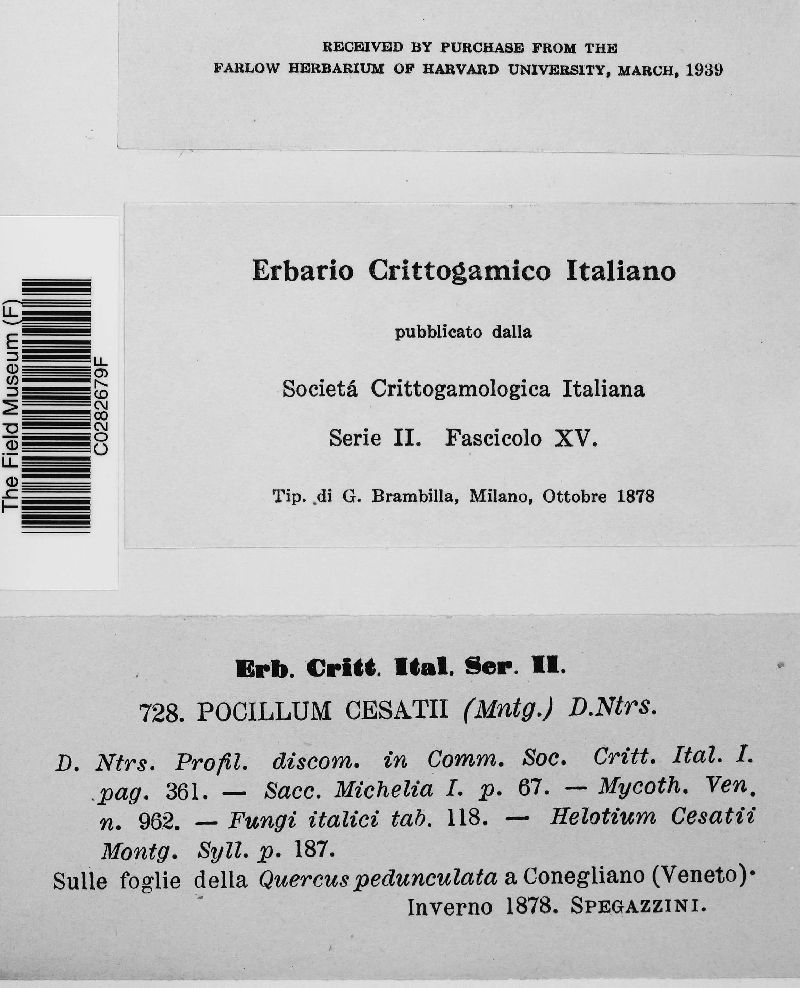 RECEIVED BY PURCHASE FROM THE
FARLOW HERBARIUM OF HARVARD UNIVERSITY, MARCH, 1939
The Field Museum (F)
C0282679F
Erbario Crittogamico Italiano
pubblicato dalla
Societá Crittogamologica Italiana
Serie II. Fascicolo XV.
Tip. di G. Brambilla, Milano, Ottobre 1878
Erb. Critt. Ital. Ser. II.
728. POCILLUM CESATII (Mntg.) D.Ntrs.
D. Ntrs. Profil. discom. in Comm. Soc. Critt. Ital. I.
pag. 361. — Sacc. Michelia I. p. 67. — Mycoth. Ven.
n. 962. — Fungi italici tab. 118. — Helotium Cesatii
Montg. Syll. p. 187.
Sulle foglie della Quercus pedunculata a Conegliano (Veneto).
Inverno 1878. SPEGAZZINI.